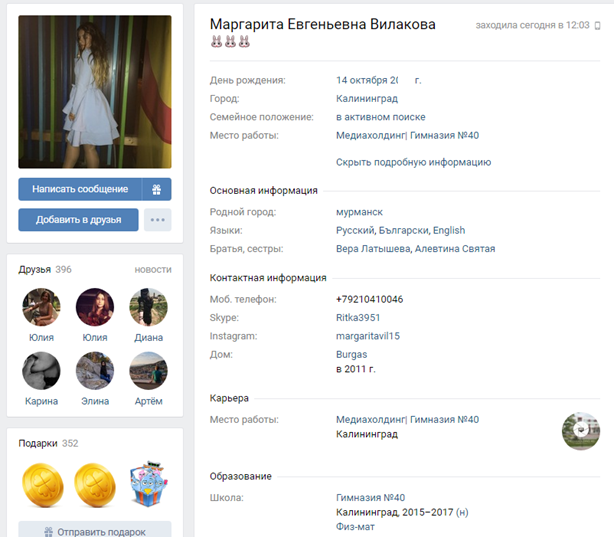 Маргарита Евгеньевна Вилакова
заходила сегодня в 12:03
День рождения: 14 октября 20 г.
Город: Калининград
Семейное положение: в активном поиске
Место работы: Медиахолдинг| Гимназия №40
Скрыть подробную информацию
Написать сообщение
Добавить в друзья
Основная информация
Родной город: мурманск
Языки: Русский, Български, English
Братья, сестры: Вера Латышева, Алевтина Святая
Друзья 396 новости
Юлия Юлия Диана
Карина Элина Артём
Контактная информация
Моб. телефон: +79210410046
Skype: Ritka3951
Instagram: margaritavil15
Дом: Burgas
в 2011 г.
Карьера
Место работы: Медиахолдинг| Гимназия №40
Калининград
Подарки 352
Отправить подарок
Образование
Школа: Гимназия №40
Калининград, 2015–2017 (н)
Физ-мат